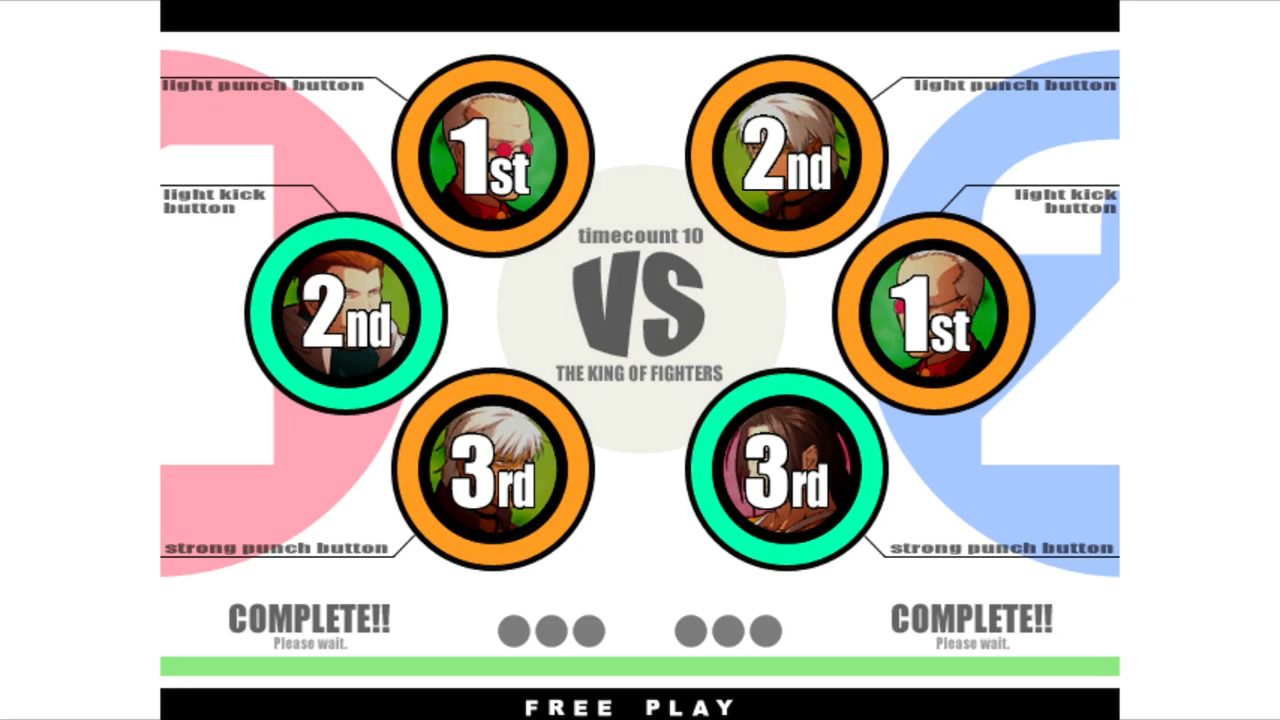 light punch button
light punch button
1st
2nd
light kick
button
light kick
button
timecount 10
VS
2nd
1st
THE KING OF FIGHTERS
3rd
3rd
strong punch button
strong punch button
COMPLETE!!
Please wait.
COMPLETE!!
Please wait.
FREE PLAY